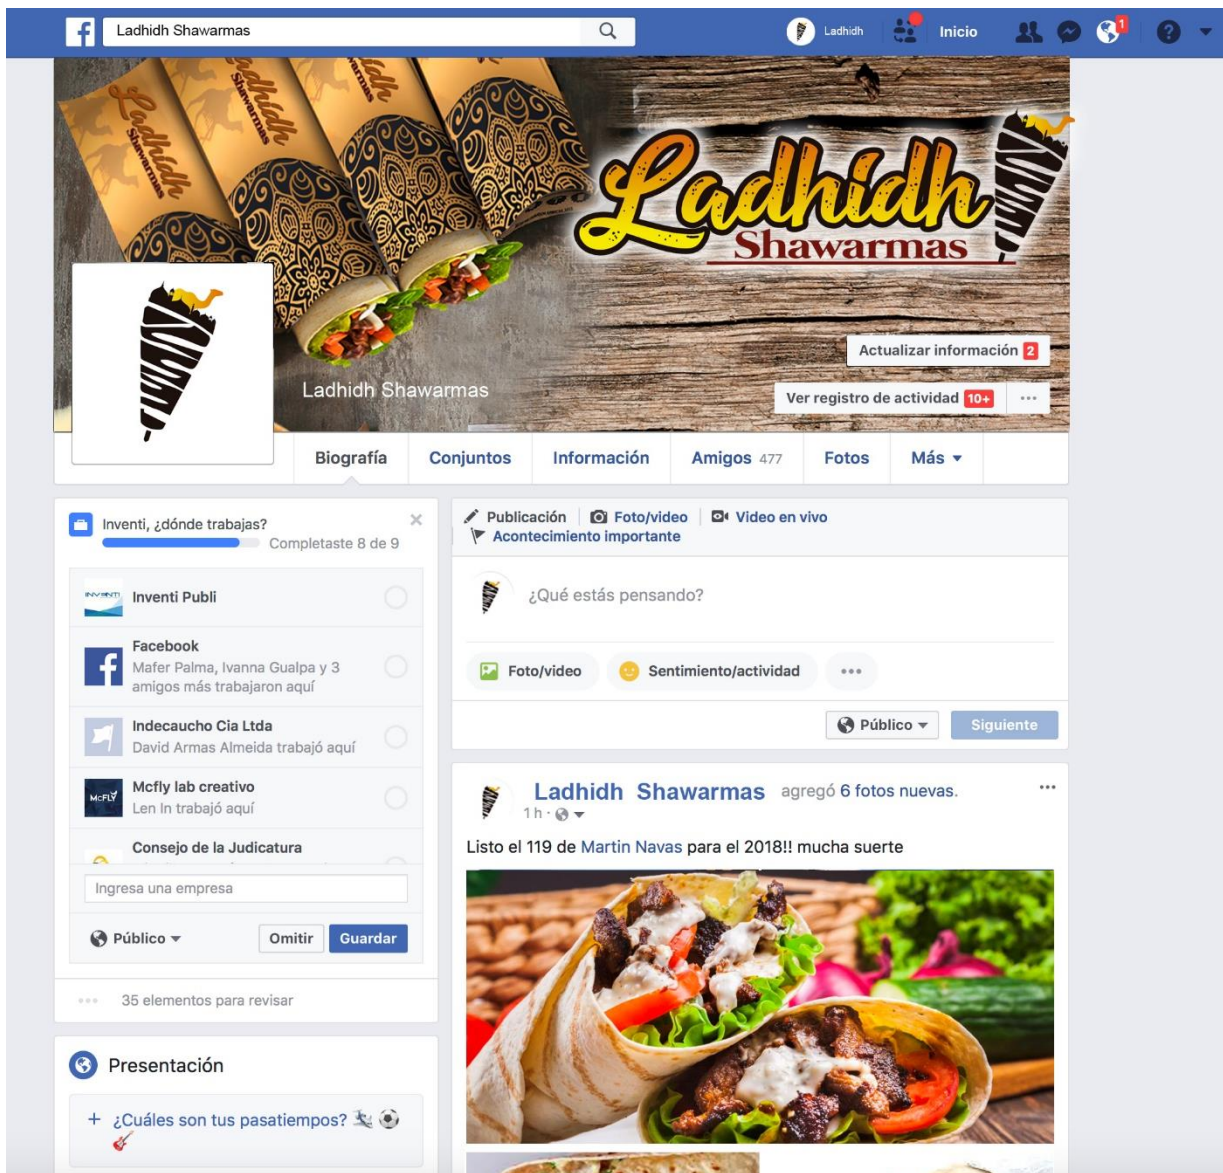 Ladhidh Shawarmas
Ladhidh
Inicio
1
Ladhidh
Shawarmas
Ladhidh
Shawarmas
Ladhidh
Shawarmas
Ladhidh
Shawarmas
Actualizar información 2
Ladhidh Shawarmas
Ver registro de actividad 10+
Biografía Conjuntos Información Amigos 477 Fotos Más
Inventi, ¿dónde trabajas?
Completaste 8 de 9
INVENTI
Inventi Publi
Facebook
Mafer Palma, Ivanna Gualpa y 3
amigos más trabajaron aquí
Indecaucho Cia Ltda
David Armas Almeida trabajó aquí
McFLY
Mcfly lab creativo
Len In trabajó aquí
Consejo de la Judicatura
Ingresa una empresa
Público
Omitir
Guardar
35 elementos para revisar
Presentación
+ ¿Cuáles son tus pasatiempos?
Publicación Foto/video Video en vivo
Acontecimiento importante
¿Qué estás pensando?
Foto/video
Sentimiento/actividad
Público
Siguiente
Ladhidh Shawarmas agregó 6 fotos nuevas.
1 h ·
Listo el 119 de Martin Navas para el 2018!! mucha suerte